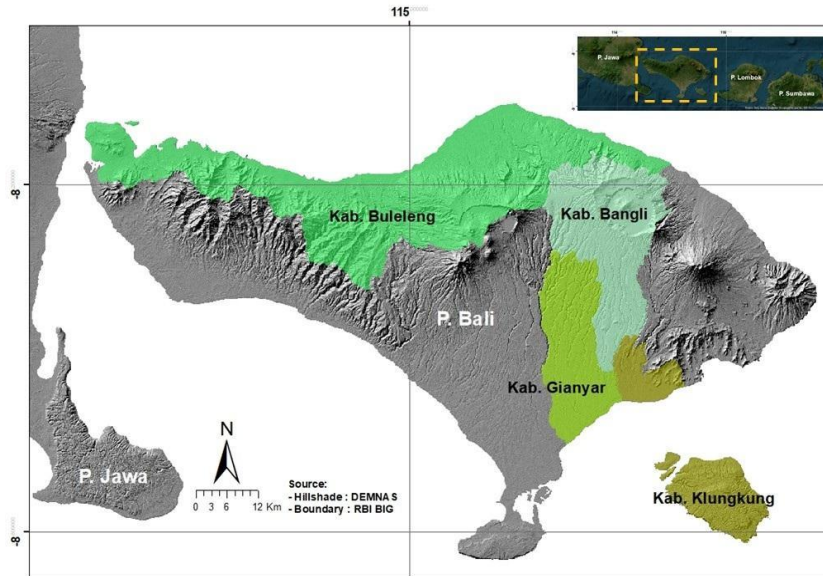 115
P. Jawa
P. Lombok
P. Sumbawa
-8
Kab. Buleleng
Kab. Bangli
P. Bali
Kab. Gianyar
N
P. Jawa
0 3 6 12 Km
Source:
- Hillshade : DEMNAS
- Boundary : RBI BIG
Kab. Klungkung
-8